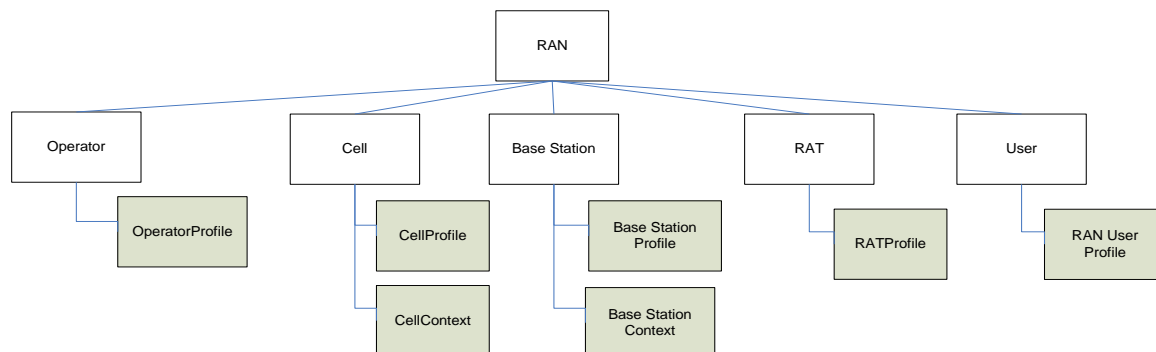 RAN
Operator
Cell
Base Station
RAT
User
OperatorProfile
CellProfile
Base Station
Profile
RATProfile
RAN User
Profile
CellContext
Base Station
Context